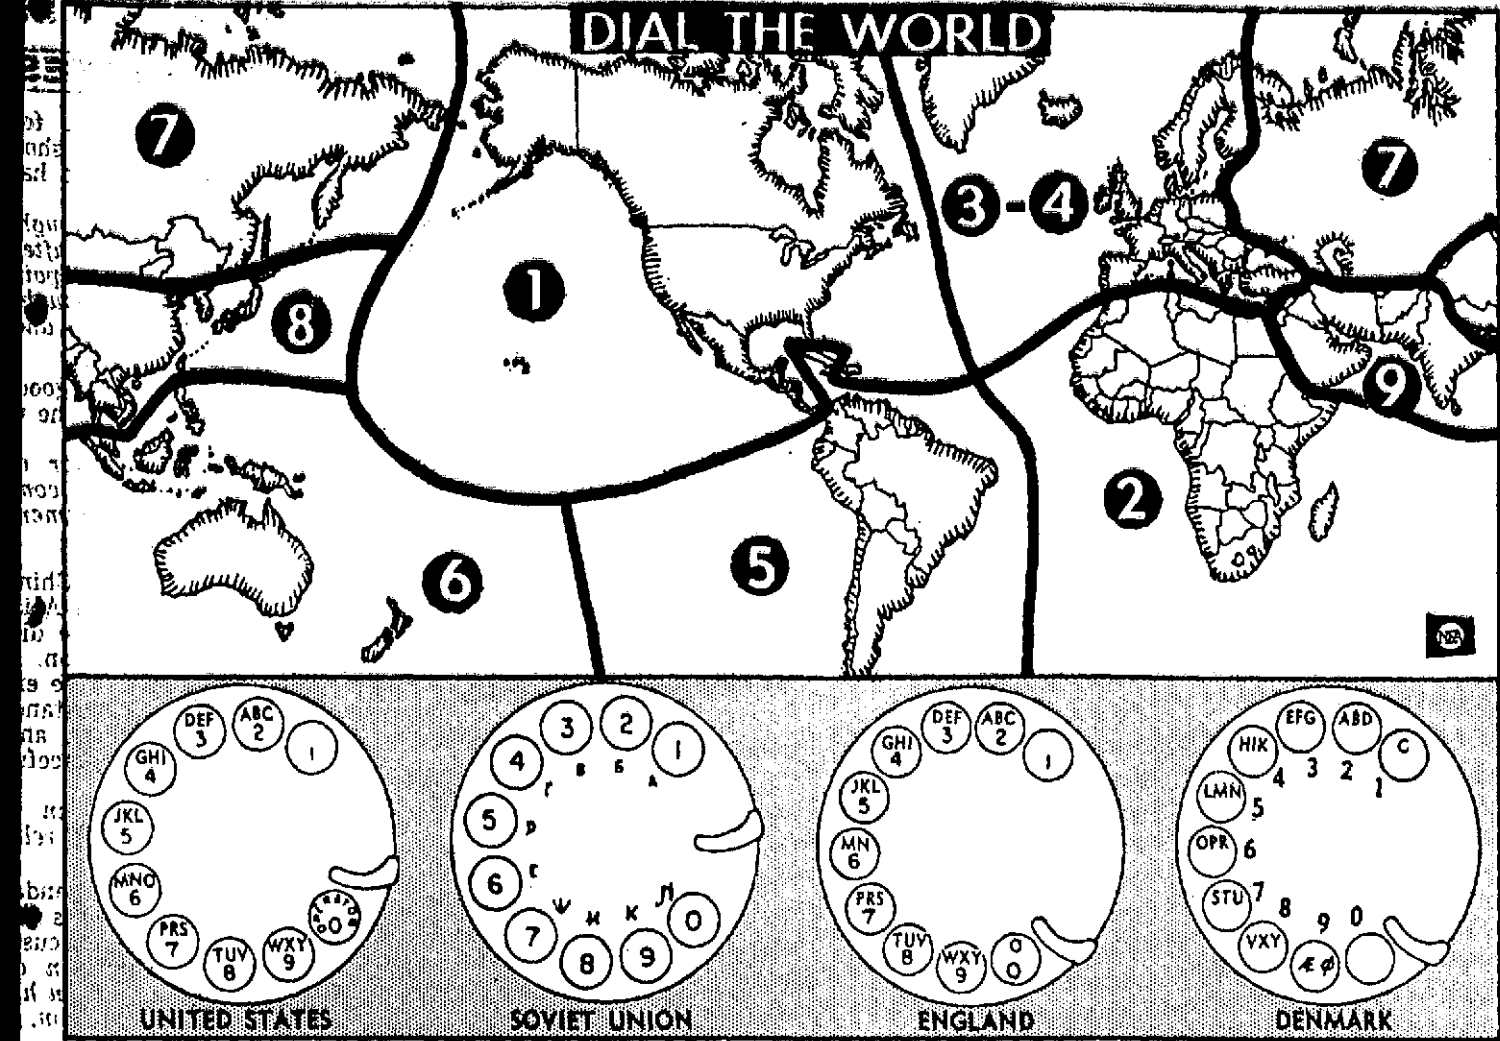 DIAL THE WORLD
7
3-4
7
1
8
9
2
5
6
NEA
ABC
2
DEF
3
1
GHI
4
JKL
5
MNO
6
PRS
7
TUV
8
WXY
9
OPERATOR
0
UNITED STATES
3
2
1
4
В
Б
А
Г
5
Д
6
Е
7
Ж
И
К
Л
8
9
0
SOVIET UNION
DEF
3
ABC
2
1
GHI
4
JKL
5
MN
6
PRS
7
TUV
8
WXY
9
O
0
ENGLAND
EFG
ABD
C
HIK
4
3
2
1
LMN
5
OPR
6
STU
7
8
9
0
VXY
ÆØ
DENMARK